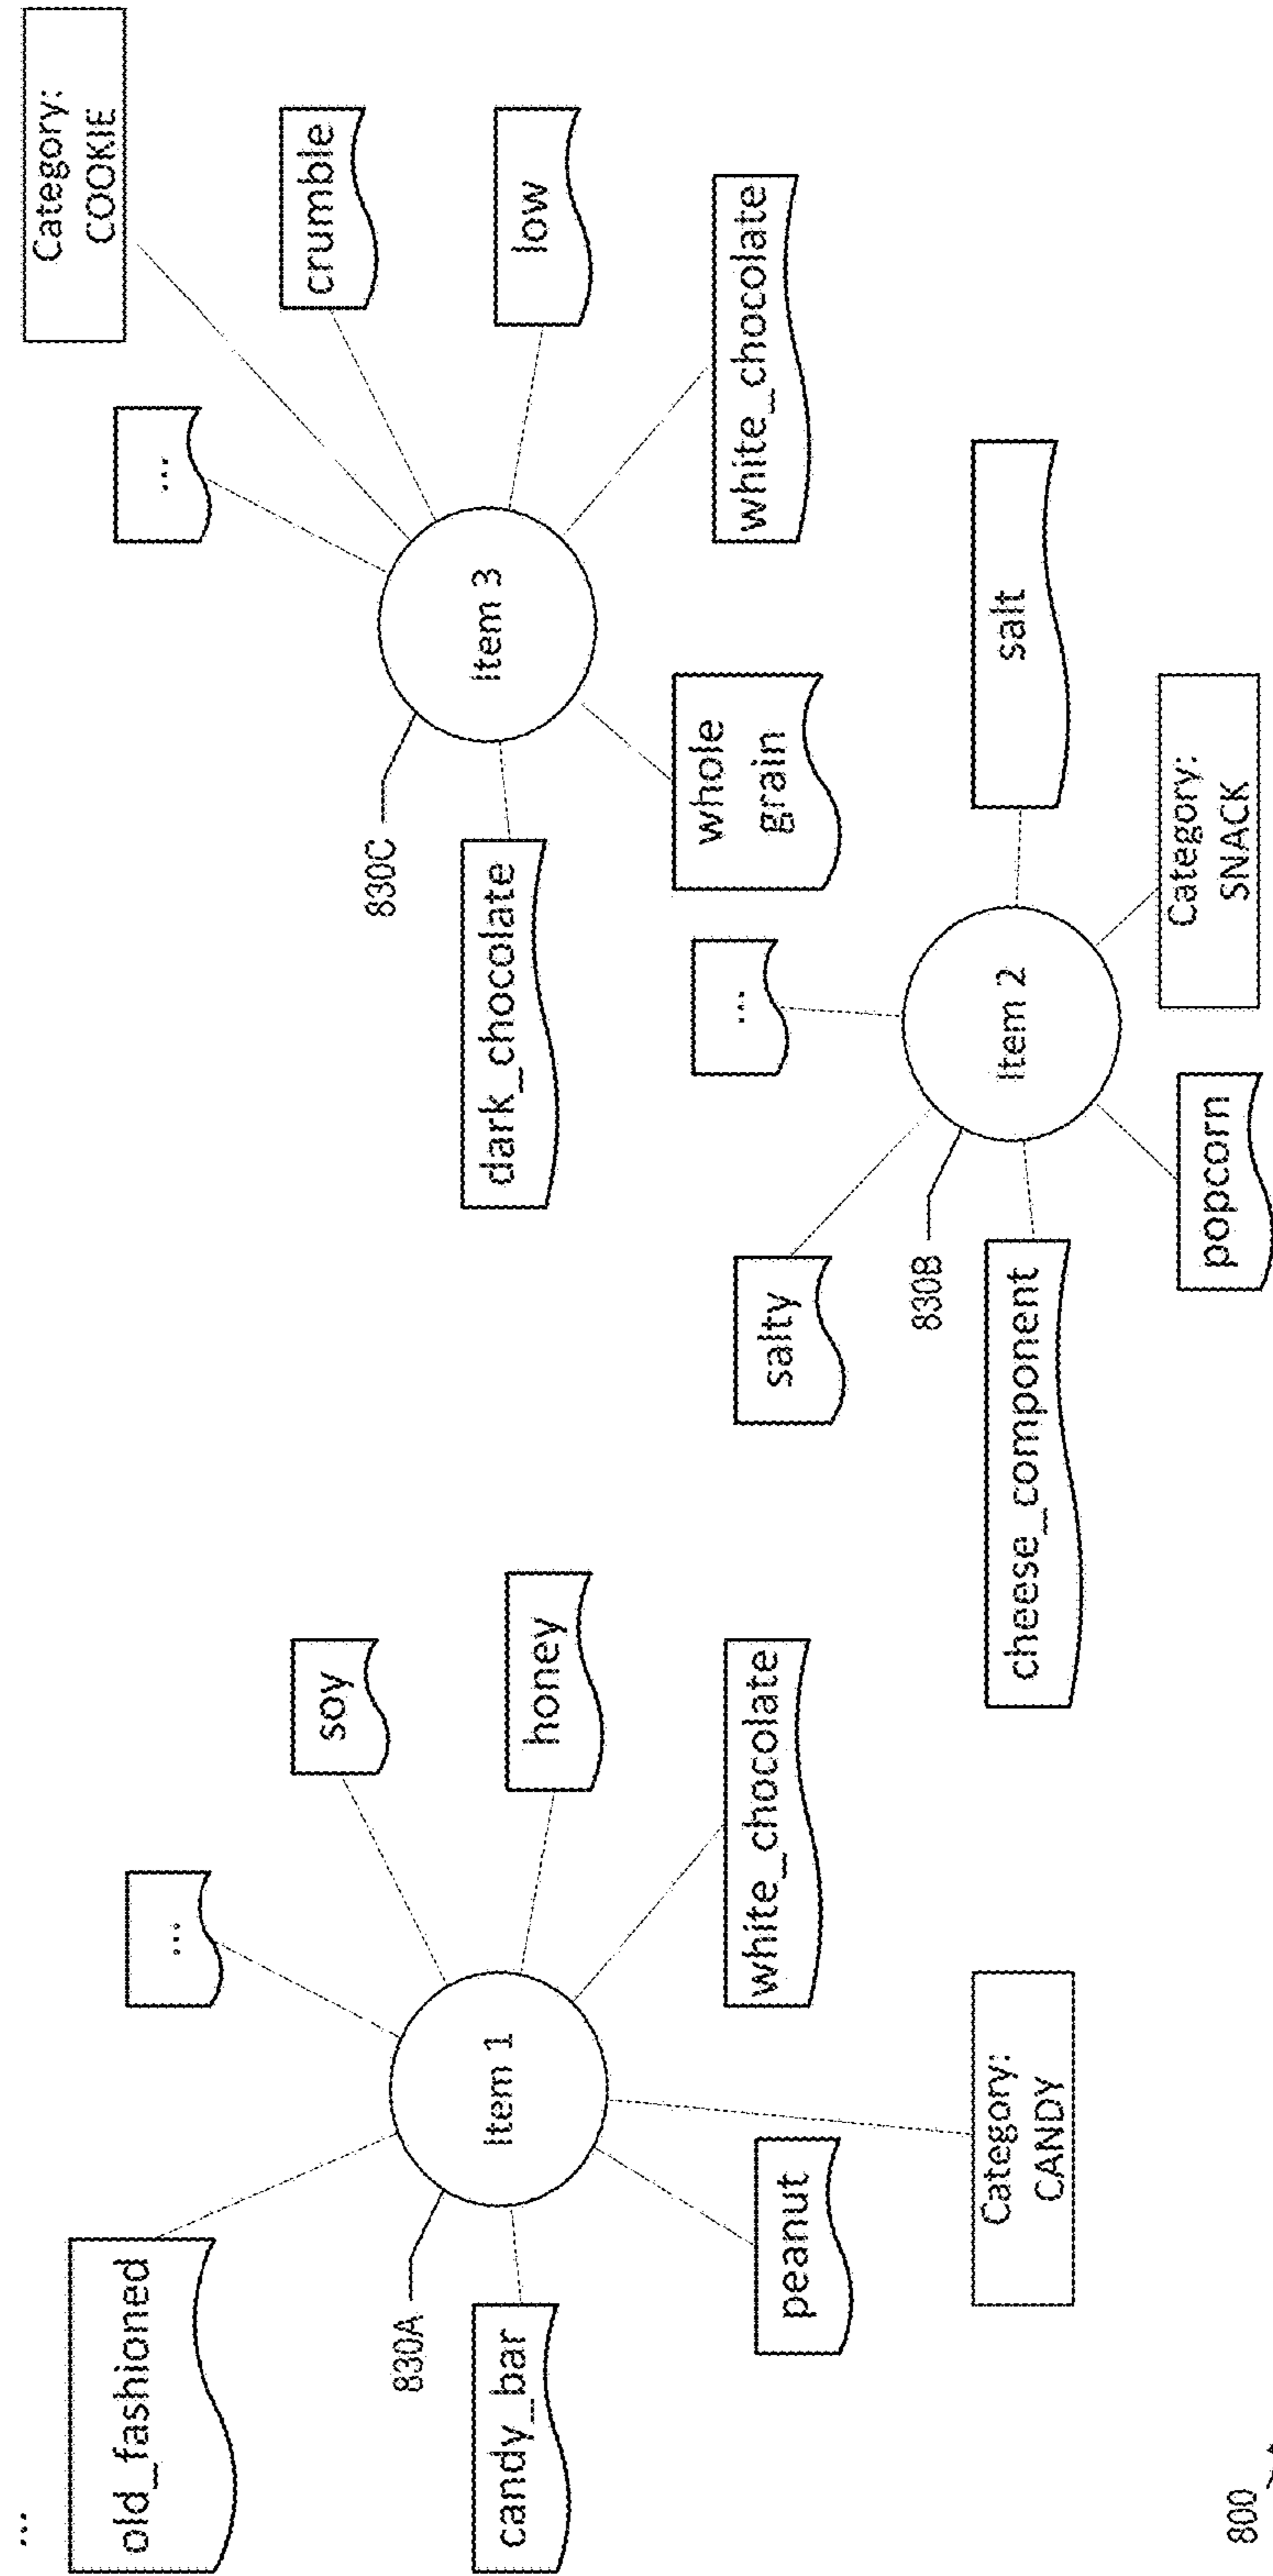 ...
old_fashioned
...
soy
830A
Item 1
candy_bar
honey
peanut
white_chocolate
Category:
CANDY
...
Category:
COOKIE
crumble
830C
Item 3
dark_chocolate
low
whole
grain
white_chocolate
salty
...
830B
Item 2
cheese_component
salt
popcorn
Category:
SNACK
800